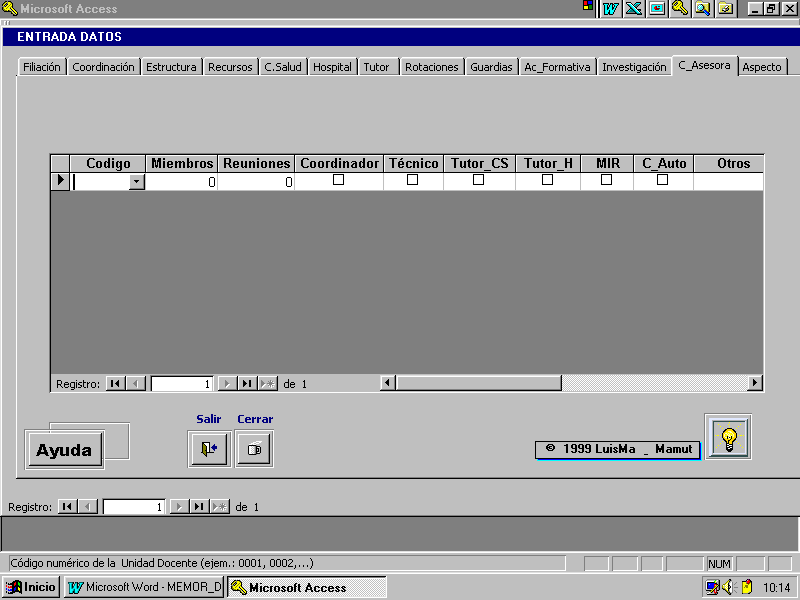 Microsoft Access
ENTRADA DATOS
Filiación Coordinación Estructura Recursos C.Salud Hospital Tutor Rotaciones Guardias Ac_Formativa Investigación C_Asesora Aspecto
Codigo Miembros Reuniones Coordinador Técnico Tutor_CS Tutor_H MIR C_Auto Otros
0 0
Registro: 1 de 1
Salir Cerrar
Ayuda
© 1999 LuisMa _ Mamut
Registro: 1 de 1
Código numérico de la Unidad Docente (ejem.: 0001, 0002,...) NUM
Inicio Microsoft Word - MEMOR_D Microsoft Access 10:14